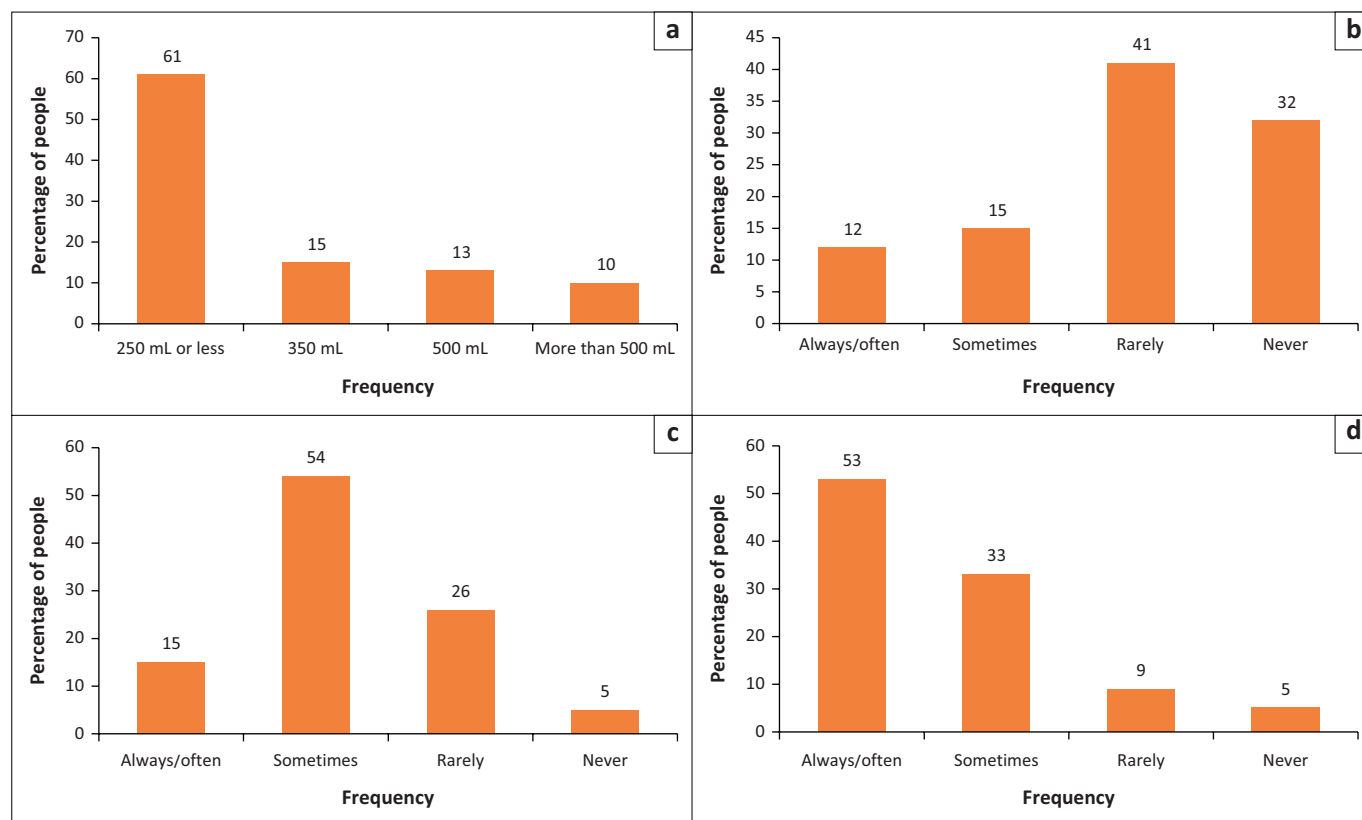 a
70
60
50
40
30
20
10
0
Percentage of people
61
15
13
10
250 mL or less
350 mL
500 mL
More than 500 mL
Frequency
b
45
40
35
30
25
20
15
10
5
0
Percentage of people
12
15
41
32
Always/often
Sometimes
Rarely
Never
Frequency
c
60
50
40
30
20
10
0
Percentage of people
15
54
26
5
Always/often
Sometimes
Rarely
Never
Frequency
d
60
50
40
30
20
10
0
Percentage of people
53
33
9
5
Always/often
Sometimes
Rarely
Never
Frequency